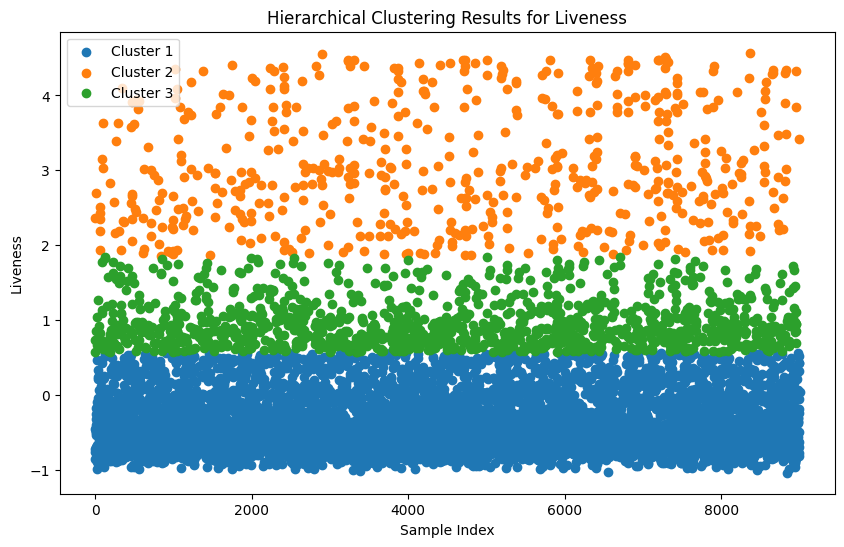 Hierarchical Clustering Results for Liveness
Cluster 1
Cluster 2
Cluster 3
Liveness
4
3
2
1
0
−1
0
2000
4000
6000
8000
Sample Index